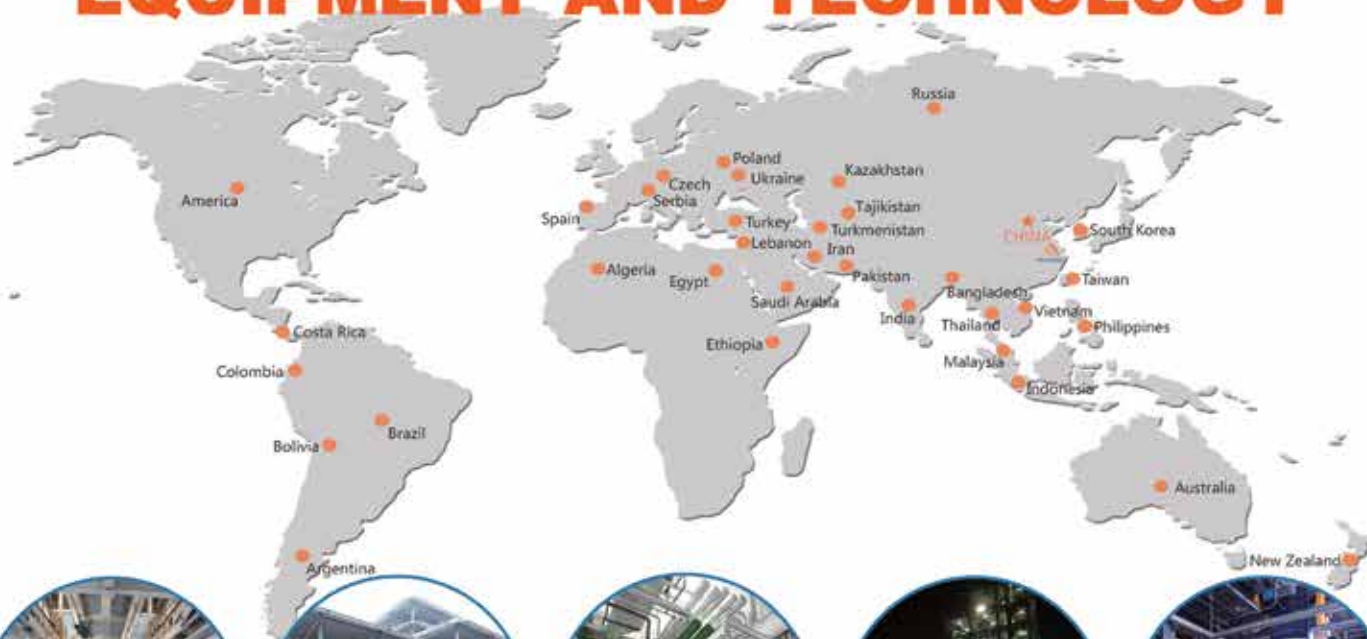 EQUIPMENT AND TECHNOLOGY
Russia
Poland
Kazakhstan
Czech
Ukraine
America
Serbia
Tajikistan
Spain
Turkey
Turkmenistan
CHINA
South Korea
Lebanon
Iran
Algeria
Egypt
Pakistan
Taiwan
Saudi Arabia
Bangladesh
India
Vietnam
Thailand
Philippines
Costa Rica
Ethiopia
Malaysia
Colombia
Indonesia
Brazil
Bolivia
Australia
New Zealand
Argentina